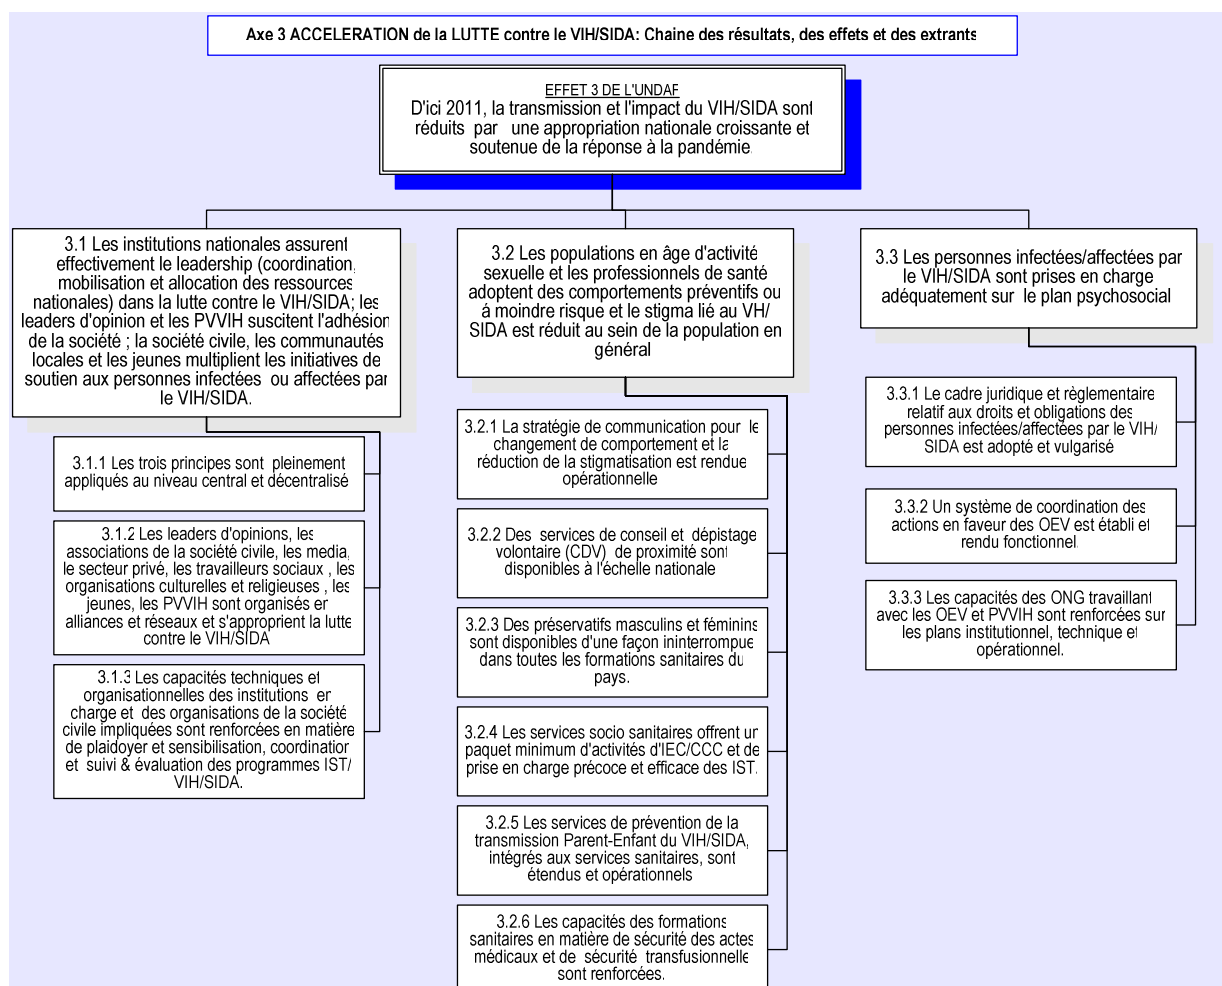 Axe 3 ACCELERATION de la LUTTE contre le VIH/SIDA: Chaine des résultats, des effets et des extrants
EFFET 3 DE L'UNDAF
D'ici 2011, la transmission et l'impact du VIH/SIDA sont
réduits par une appropriation nationale croissante et
soutenue de la réponse à la pandémie
3.1 Les institutions nationales assurent
effectivement le leadership (coordination,
mobilisation et allocation des ressources
nationales) dans la lutte contre le VIH/SIDA; les
leaders d'opinion et les PVVIH suscitent l'adhésion
de la société ; la société civile, les communautés
locales et les jeunes multiplient les initiatives de
soutien aux personnes infectées ou affectées par
le VIH/SIDA.
3.1.1 Les trois principes sont pleinement
appliqués au niveau central et décentralisé
3.1.2 Les leaders d'opinions, les
associations de la société civile, les media,
le secteur privé, les travailleurs sociaux , les
organisations culturelles et religieuses , les
jeunes, les PVVIH sont organisés en
alliances et réseaux et s'approprient la lutte
contre le VIH/SIDA
3.1.3 Les capacités techniques et
organisationnelles des institutions en
charge et des organisations de la société
civile impliquées sont renforcées en matière
de plaidoyer et sensibilisation, coordination
et suivi & évaluation des programmes IST/
VIH/SIDA.
3.2 Les populations en âge d'activité
sexuelle et les professionnels de santé
adoptent des comportements préventifs ou
à moindre risque et le stigma lié au VH/
SIDA est réduit au sein de la population en
général
3.2.1 La stratégie de communication pour le
changement de comportement et la
réduction de la stigmatisation est rendue
opérationnelle
3.2.2 Des services de conseil et dépistage
volontaire (CDV) de proximité sont
disponibles à l'échelle nationale
3.2.3 Des préservatifs masculins et féminins
sont disponibles d'une façon ininterrompue
dans toutes les formations sanitaires du
pays.
3.2.4 Les services socio sanitaires offrent un
paquet minimum d'activités d'IEC/CCC et de
prise en charge précoce et efficace des IST.
3.2.5 Les services de prévention de la
transmission Parent-Enfant du VIH/SIDA,
intégrés aux services sanitaires, sont
étendus et opérationnels
3.2.6 Les capacités des formations
sanitaires en matière de sécurité des actes
médicaux et de sécurité transfusionnelle
sont renforcées.
3.3 Les personnes infectées/affectées par
le VIH/SIDA sont prises en charge
adéquatement sur le plan psychosocial
3.3.1 Le cadre juridique et règlementaire
relatif aux droits et obligations des
personnes infectées/affectées par le VIH/
SIDA est adopté et vulgarisé
3.3.2 Un système de coordination des
actions en faveur des OEV est établi et
rendu fonctionnel
3.3.3 Les capacités des ONG travaillant
avec les OEV et PVVIH sont renforcées sur
les plans institutionnel, technique et
opérationnel.